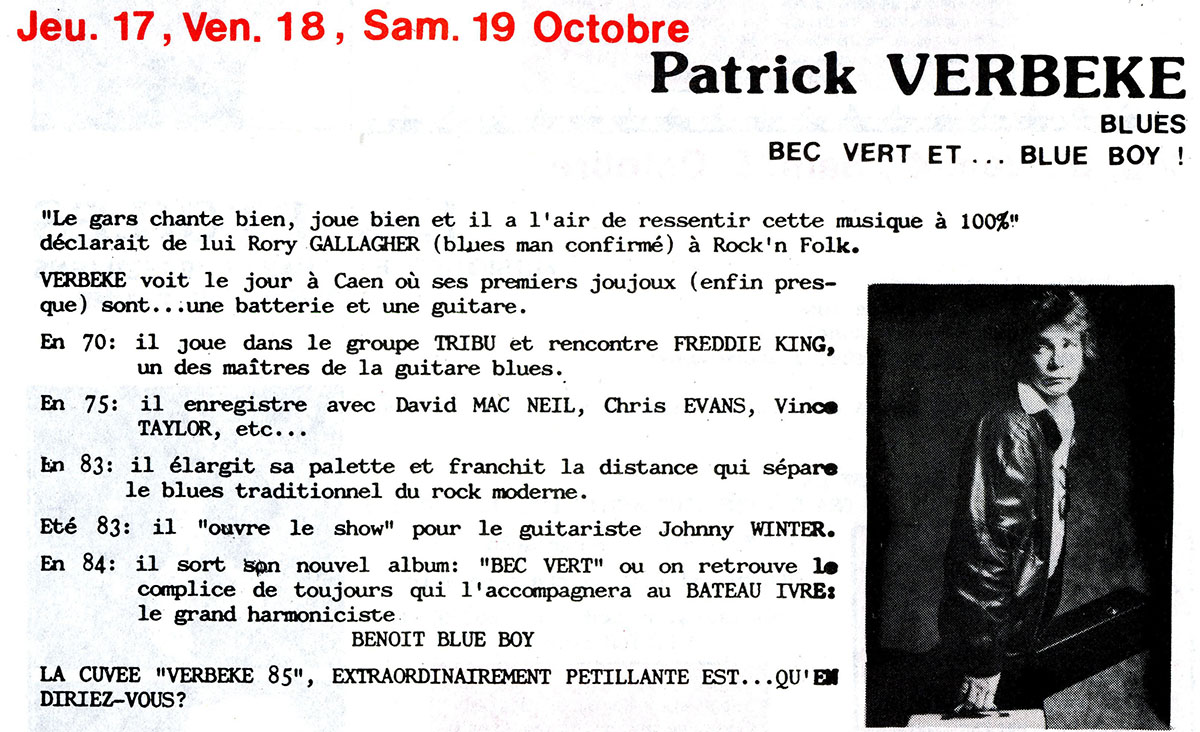 Jeu. 17, Ven. 18, Sam. 19 Octobre
Patrick VERBEKE
BLUES
BEC VERT ET... BLUE BOY !
"Le gars chante bien, joue bien et il a l'air de ressentir cette musique à 100%"
déclarait de lui Rory GALLAGHER (blues man confirmé) à Rock'n Folk.
VERBEKE voit le jour à Caen où ses premiers joujoux (enfin pres-
que) sont...une batterie et une guitare.
En 70: il joue dans le groupe TRIBU et rencontre FREDDIE KING,
un des maîtres de la guitare blues.
En 75: il enregistre avec David MAC NEIL, Chris EVANS, Vince
TAYLOR, etc...
En 83: il élargit sa palette et franchit la distance qui sépare
le blues traditionnel du rock moderne.
Eté 83: il "ouvre le show" pour le guitariste Johnny WINTER.
En 84: il sort son nouvel album: "BEC VERT" ou on retrouve le
complice de toujours qui l'accompagnera au BATEAU IVRE:
le grand harmoniciste
BENOIT BLUE BOY
LA CUVEE "VERBEKE 85", EXTRAORDINAIREMENT PETILLANTE EST...QU'EN
DIRIEZ-VOUS?